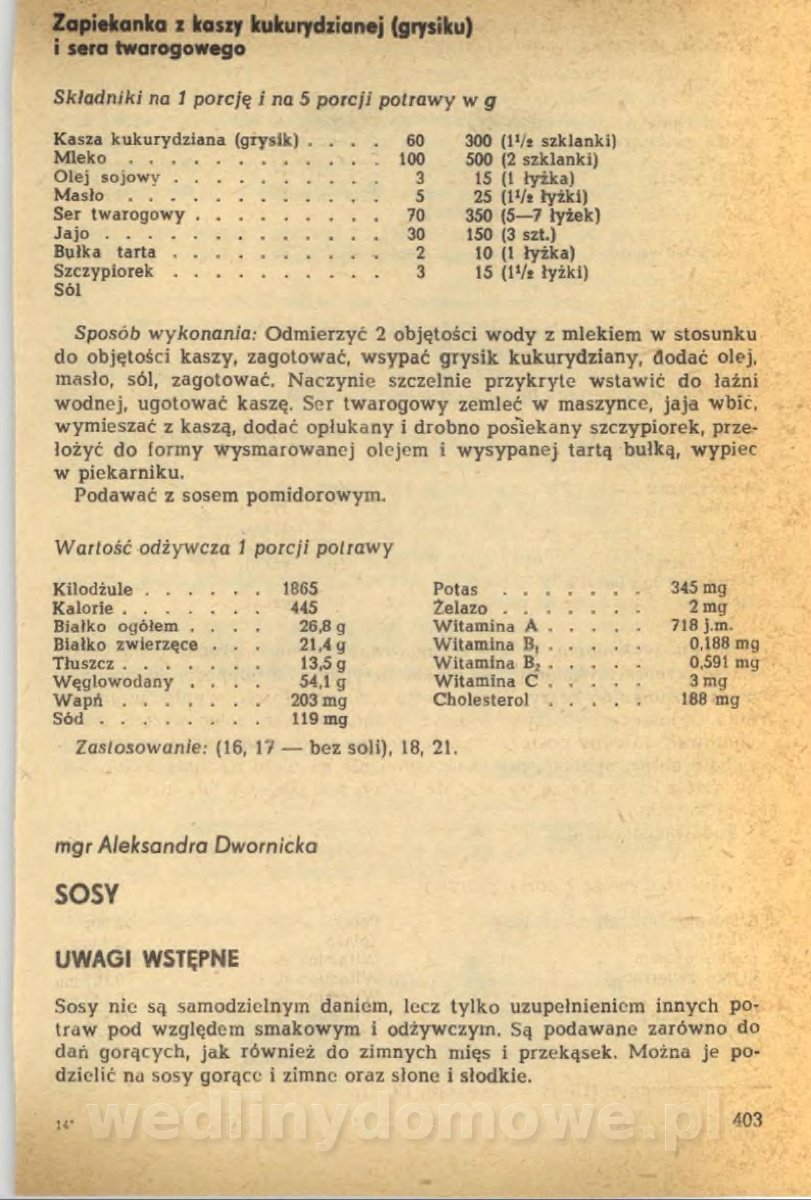 Zapiekanka z kaszy kukurydzianej (grysiku)
i sera twarogowego
Składniki na 1 porcję i na 5 porcji potrawy w g
Kasza kukurydziana (grysik) . . . . 60 300 (1¹/₂ szklanki)
Mleko . . . . . . . . . . 100 500 (2 szklanki)
Olej sojowy . . . . . . . . . . 3 15 (1 łyżka)
Masło . . . . . . . . . . 5 25 (1¹/₂ łyżki)
Ser twarogowy . . . . . . . . . 70 350 (5—7 łyżek)
Jajo . . . . . . . . . . . 30 150 (3 szt.)
Bułka tarta . . . . . . . . . . 2 10 (1 łyżka)
Szczypiorek . . . . . . . . . . 3 15 (1¹/₂ łyżki)
Sól
Sposób wykonania: Odmierzyć 2 objętości wody z mlekiem w stosunku
do objętości kaszy, zagotować, wsypać grysik kukurydziany, dodać olej,
masło, sól, zagotować. Naczynie szczelnie przykryte wstawić do łaźni
wodnej, ugotować kaszę. Ser twarogowy zemleć w maszynce, jaja wbić,
wymieszać z kaszą, dodać opłukany i drobno posiekany szczypiorek, prze-
łożyć do formy wysmarowanej olejem i wysypanej tartą bułką, wypiec
w piekarniku.
Podawać z sosem pomidorowym.
Wartość odżywcza 1 porcji potrawy
Kilodżule . . . . . . 1865 Potas . . . . . . . 345 mg
Kalorie . . . . . . . 445 Żelazo . . . . . . . 2 mg
Białko ogółem . . . . 26,8 g Witamina A . . . . . 718 j.m.
Białko zwierzęce . . . 21,4 g Witamina B₁ . . . . . 0,188 mg
Tłuszcz . . . . . . . 13,5 g Witamina B₂ . . . . . 0,591 mg
Węglowodany . . . . 54,1 g Witamina C . . . . . 3 mg
Wapń . . . . . . . 203 mg Cholesterol . . . . . 188 mg
Sód . . . . . . . . 119 mg
Zastosowanie: (16, 17 — bez soli), 18, 21.
mgr Aleksandra Dwornicka
SOSY
UWAGI WSTĘPNE
Sosy nie są samodzielnym daniem, lecz tylko uzupełnieniem innych po-
traw pod względem smakowym i odżywczym. Są podawane zarówno do
dań gorących, jak również do zimnych mięs i przekąsek. Można je po-
dzielić na sosy gorące i zimne oraz słone i słodkie.
14* wedlinydomowe.pl 403